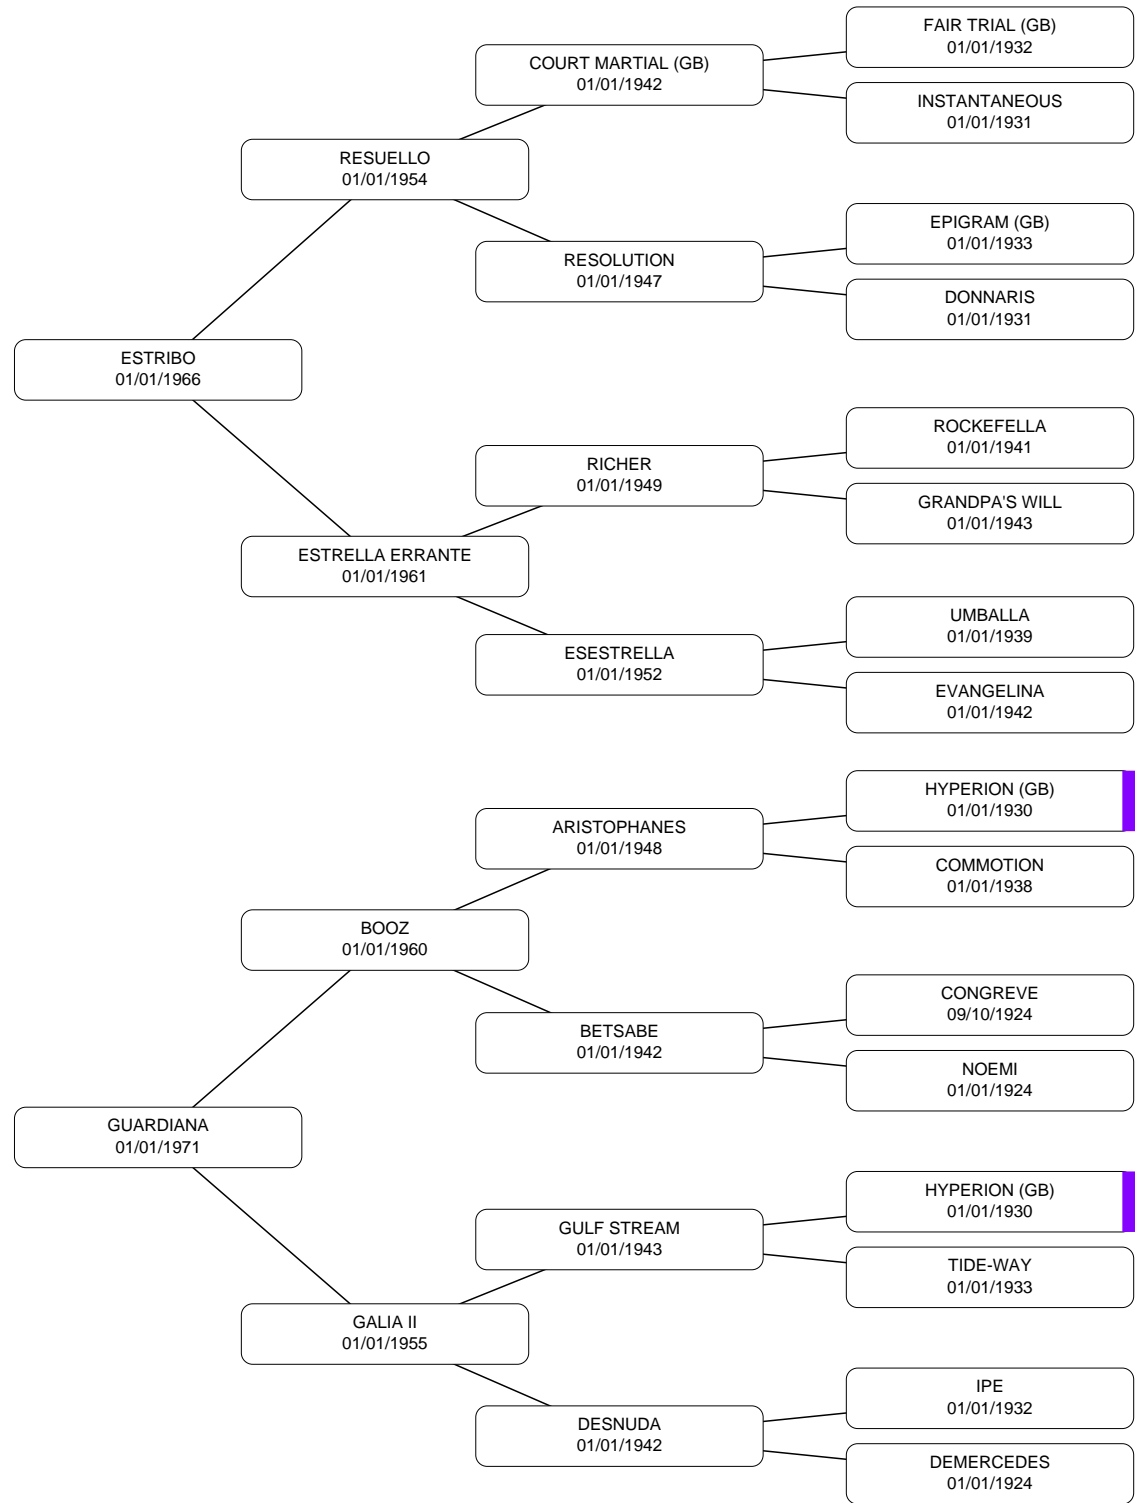 FAIR TRIAL (GB)
01/01/1932
COURT MARTIAL (GB)
01/01/1942
INSTANTANEOUS
01/01/1931
RESUELLO
01/01/1954
EPIGRAM (GB)
01/01/1933
RESOLUTION
01/01/1947
DONNARIS
01/01/1931
ESTRIBO
01/01/1966
ROCKEFELLA
01/01/1941
RICHER
01/01/1949
GRANDPA'S WILL
01/01/1943
ESTRELLA ERRANTE
01/01/1961
UMBALLA
01/01/1939
ESESTRELLA
01/01/1952
EVANGELINA
01/01/1942
HYPERION (GB)
01/01/1930
ARISTOPHANES
01/01/1948
COMMOTION
01/01/1938
BOOZ
01/01/1960
CONGREVE
09/10/1924
BETSABE
01/01/1942
NOEMI
01/01/1924
GUARDIANA
01/01/1971
HYPERION (GB)
01/01/1930
GULF STREAM
01/01/1943
TIDE-WAY
01/01/1933
GALIA II
01/01/1955
IPE
01/01/1932
DESNUDA
01/01/1942
DEMERCEDES
01/01/1924